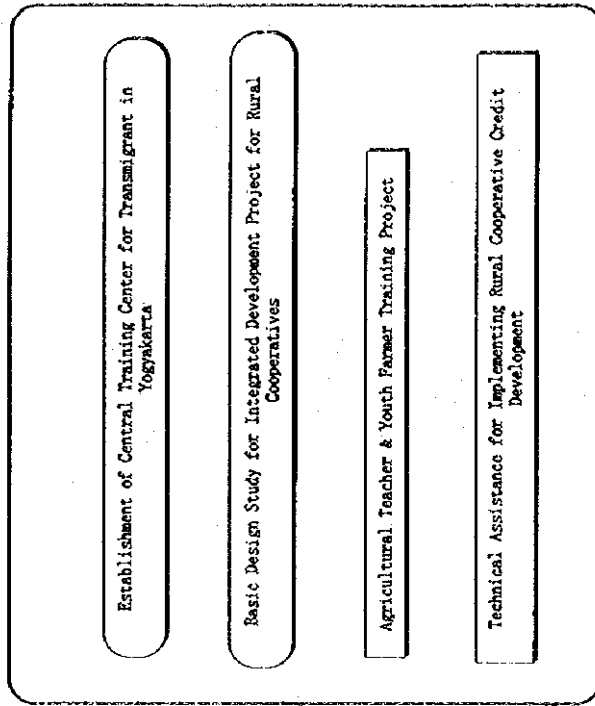 Establishment of Central Training Center for Transmigrant in
Yogyakarta
Basic Design Study for Integrated Development Project for Rural
Cooperatives
Agricultural Teacher & Youth Farmer Training Project
Technical Assistance for Implementing Rural Cooperative Credit
Development